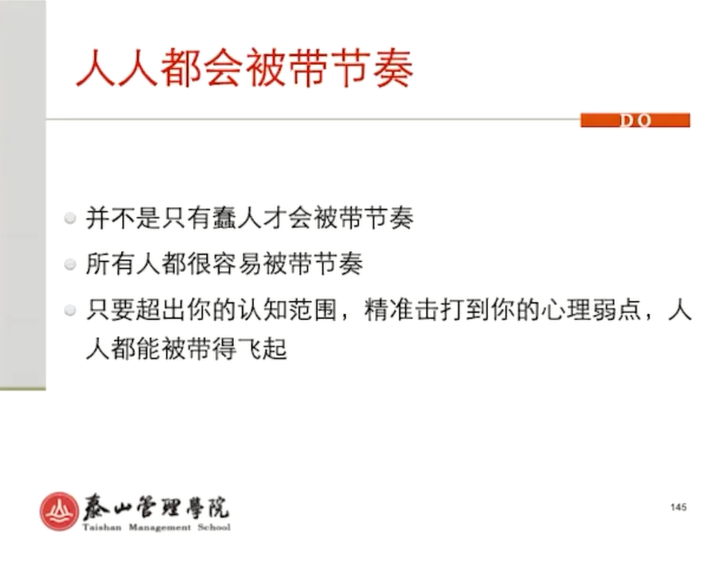 人人都会被带节奏
DO
并不是只有蠢人才会被带节奏
所有人都很容易被带节奏
只要超出你的认知范围，精准击打到你的心理弱点，人
人都能被带得飞起
泰山管理學院
Taishan Management School
145